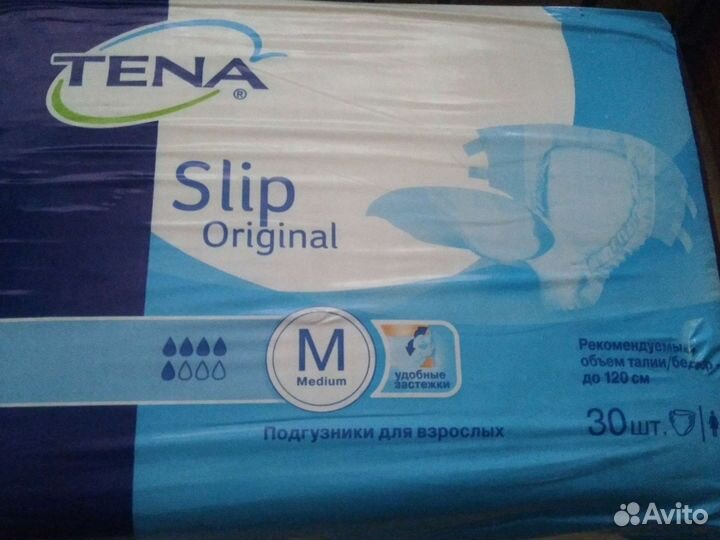 TENA®
Slip
Original
M
Medium
удобные
застежки
Рекомендуемый
объем талии/бедер
до 120 см
Подгузники для взрослых
30 шт.
Avito